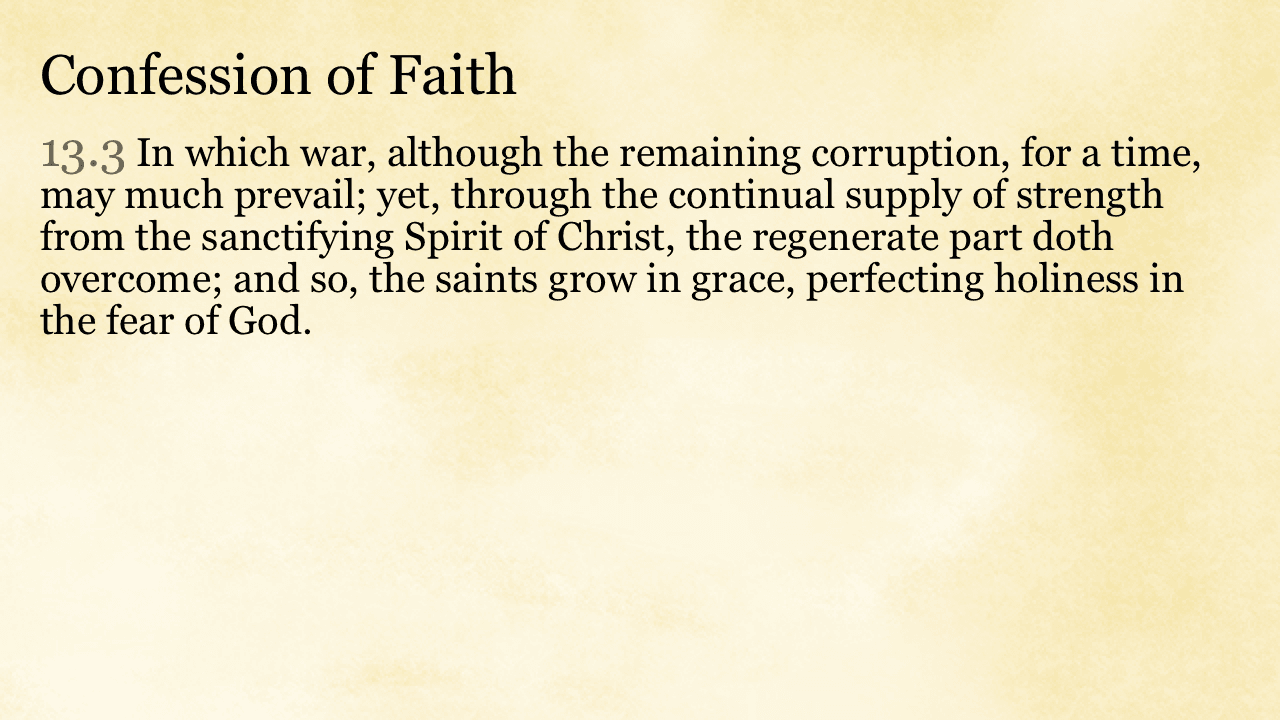 Confession of Faith
13.3 In which war, although the remaining corruption, for a time,
may much prevail; yet, through the continual supply of strength
from the sanctifying Spirit of Christ, the regenerate part doth
overcome; and so, the saints grow in grace, perfecting holiness in
the fear of God.